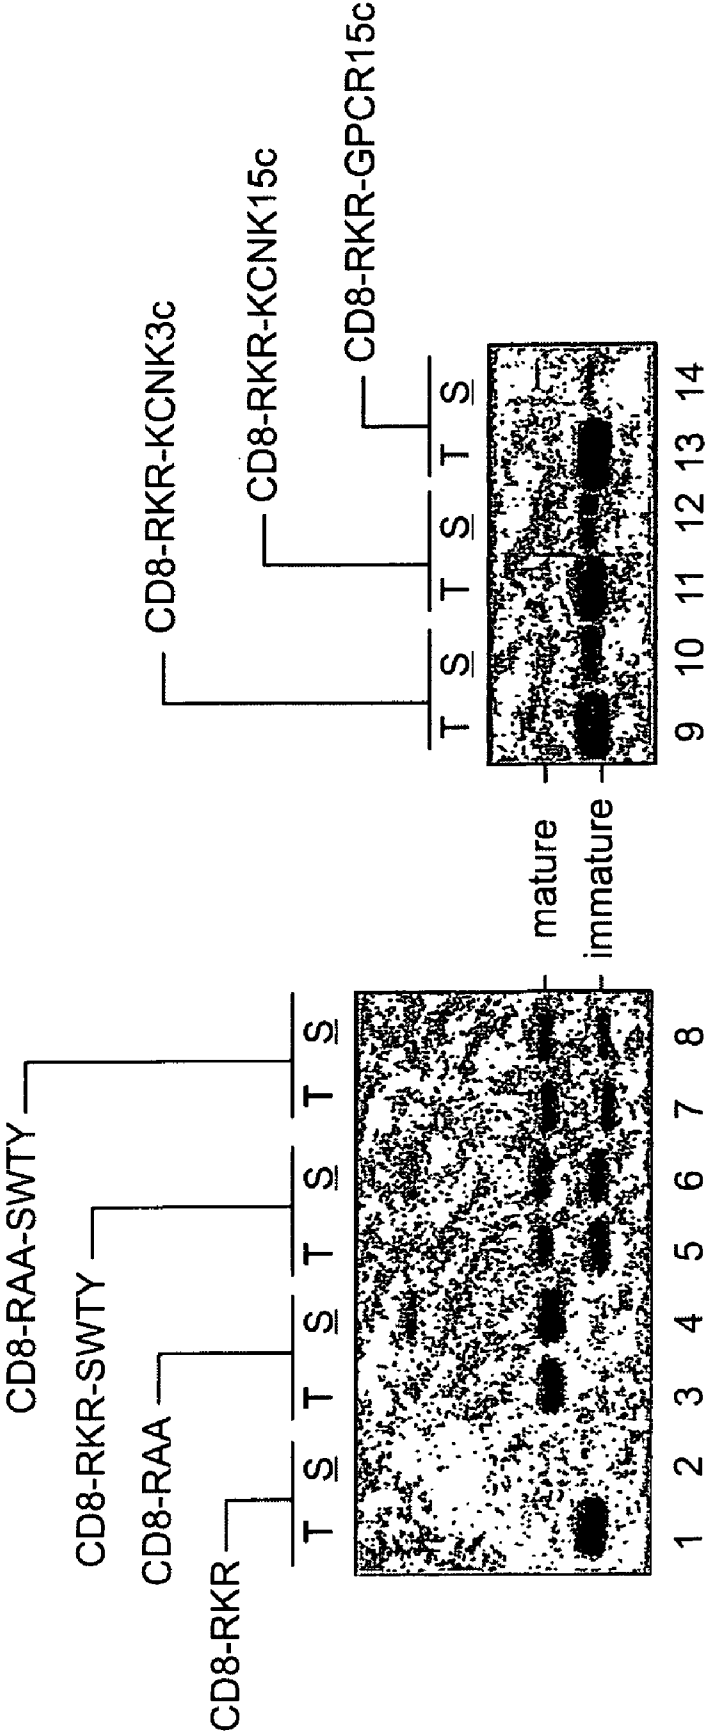 CD8-RAA-SWTY
CD8-RKR-SWTY
CD8-RAA
CD8-RKR
T S T S T S T S
1 2 3 4 5 6 7 8
mature
immature
CD8-RKR-KCNK3c
CD8-RKR-KCNK15c
CD8-RKR-GPCR15c
T S T S T S
9 10 11 12 13 14